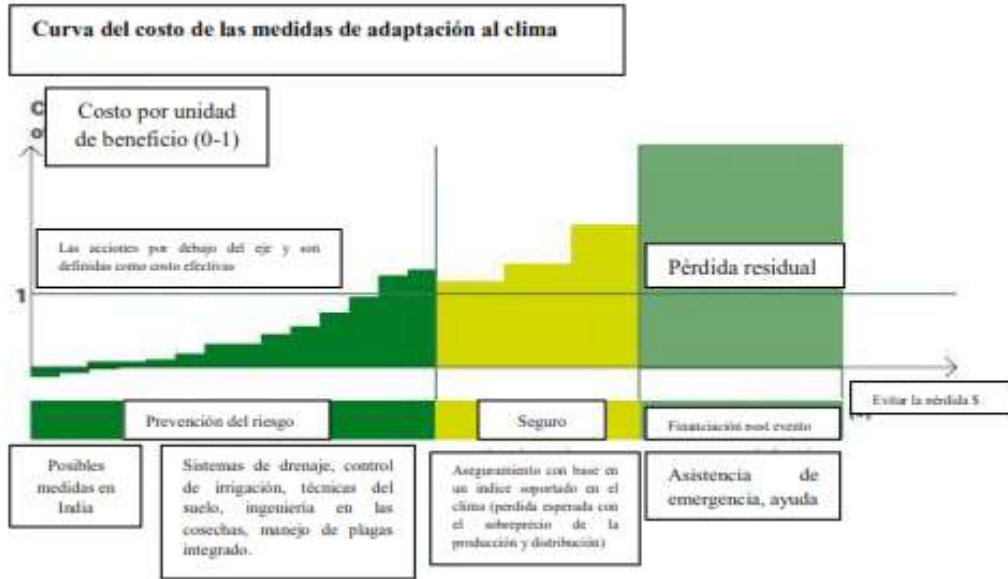 Curva del costo de las medidas de adaptación al clima
Costo por unidad
de beneficio (0-1)
Las acciones por debajo del eje y son
definidas como costo efectivas
1
Pérdida residual
Evitar la pérdida $
Prevención del riesgo
Seguro
Financiación post evento
Posibles
medidas en
India
Sistemas de drenaje, control
de irrigación, técnicas del
suelo, ingeniería en las
cosechas, manejo de plagas
integrado.
Aseguramiento con base en
un índice soportado en el
clima (perdida esperada con
el sobreprecio de la
producción y distribución)
Asistencia de
emergencia, ayuda